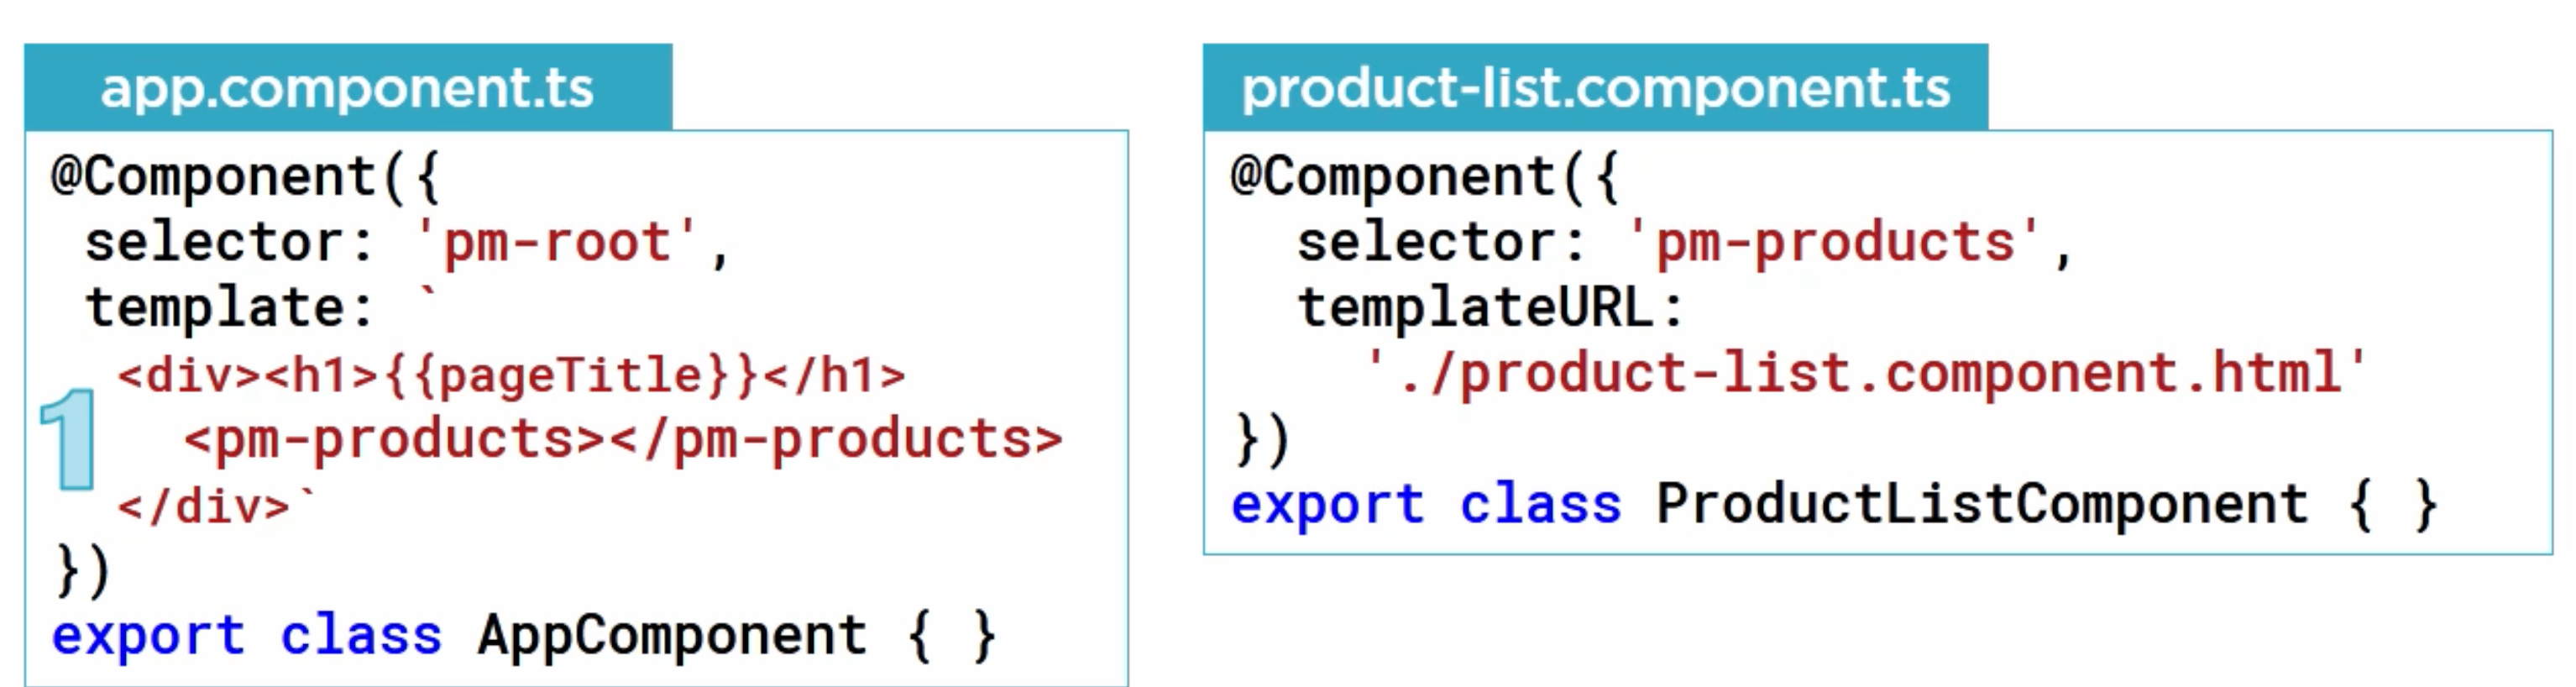 app.component.ts
@Component({
selector: 'pm-root',
template: `
<div><h1>{{pageTitle}}</h1>
1
<pm-products></pm-products>
</div>`
})
export class AppComponent { }
product-list.component.ts
@Component({
selector: 'pm-products',
templateURL:
'./product-list.component.html'
})
export class ProductListComponent { }